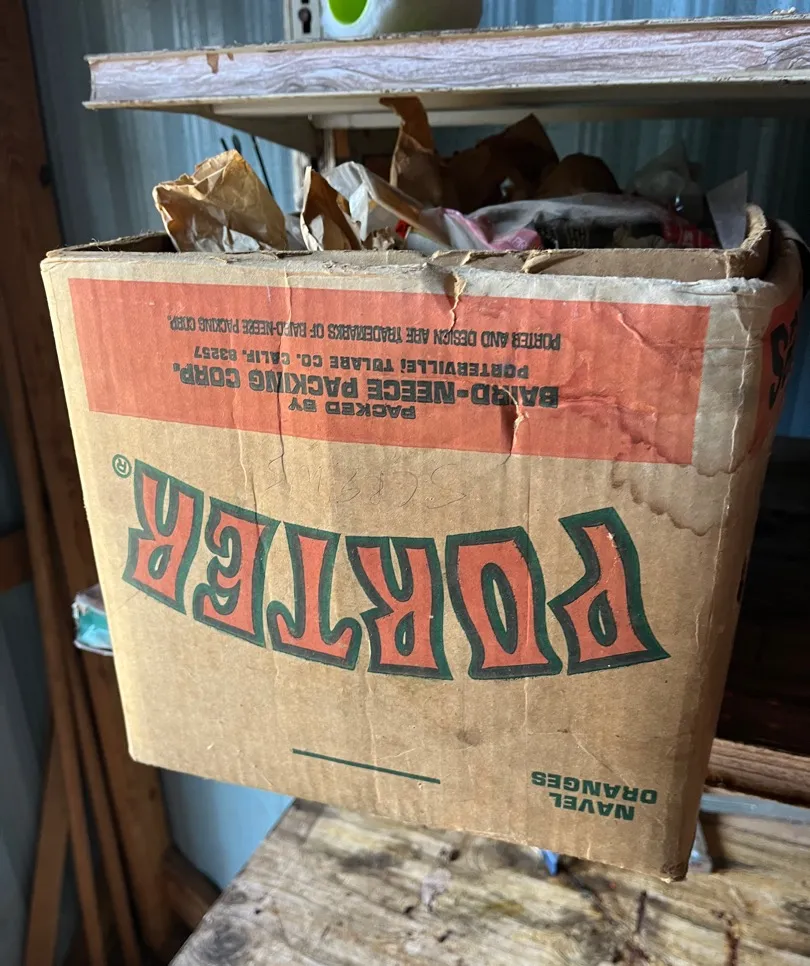 NAVEL
ORANGES
PORTER®
PACKED BY
BAIRD-NEECE PACKING CORP.
PORTERVILLE, TULARE CO. CALIF. 93257
PORTER AND DESIGN ARE TRADEMARKS OF BAIRD-NEECE PACKING CORP.